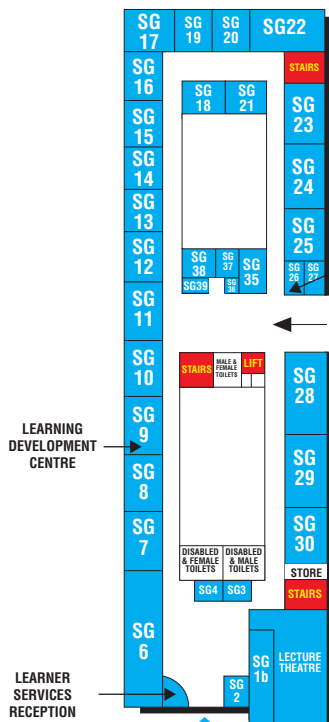 SG
17
SG
19
SG
20
SG22
SG
16
STAIRS
SG
18
SG
21
SG
23
SG
15
SG
14
SG
24
SG
13
SG
12
SG
25
SG
38
SG
37
SG
35
SG
26
SG
27
SG39
SG
36
SG
11
SG
10
STAIRS
MALE &
FEMALE
TOILETS
LIFT
SG
28
LEARNING
DEVELOPMENT
CENTRE
SG
9
SG
29
SG
8
SG
7
SG
30
DISABLED
& FEMALE
TOILETS
DISABLED
& MALE
TOILETS
STORE
SG4
SG3
STAIRS
SG
6
LEARNER
SERVICES
RECEPTION
SG
2
SG
1b
LECTURE
THEATRE